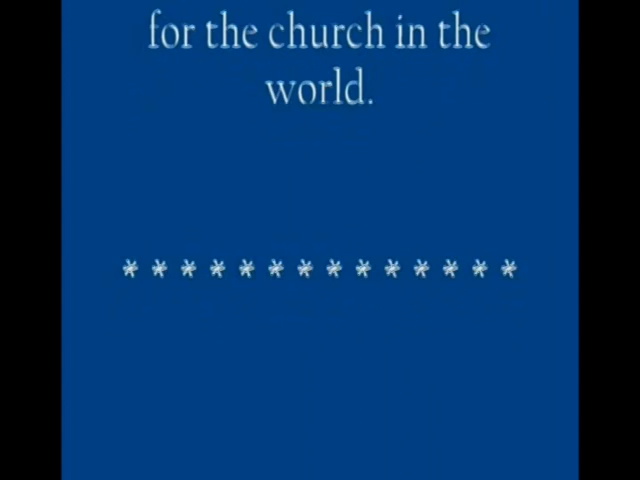 for the church in the
world.
* * * * * * * * * * * * * *